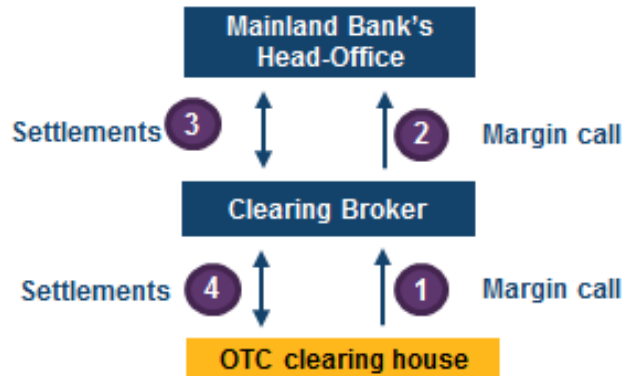 Mainland Bank's
Head-Office
Settlements 3 2 Margin call
Clearing Broker
Settlements 4 1 Margin call
OTC clearing house